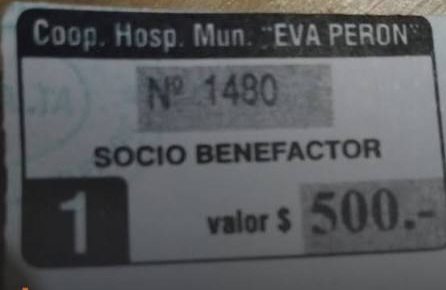 Coop. Hosp. Mun. "EVA PERON"
Nº 1480
SOCIO BENEFACTOR
1 valor $ 500.-